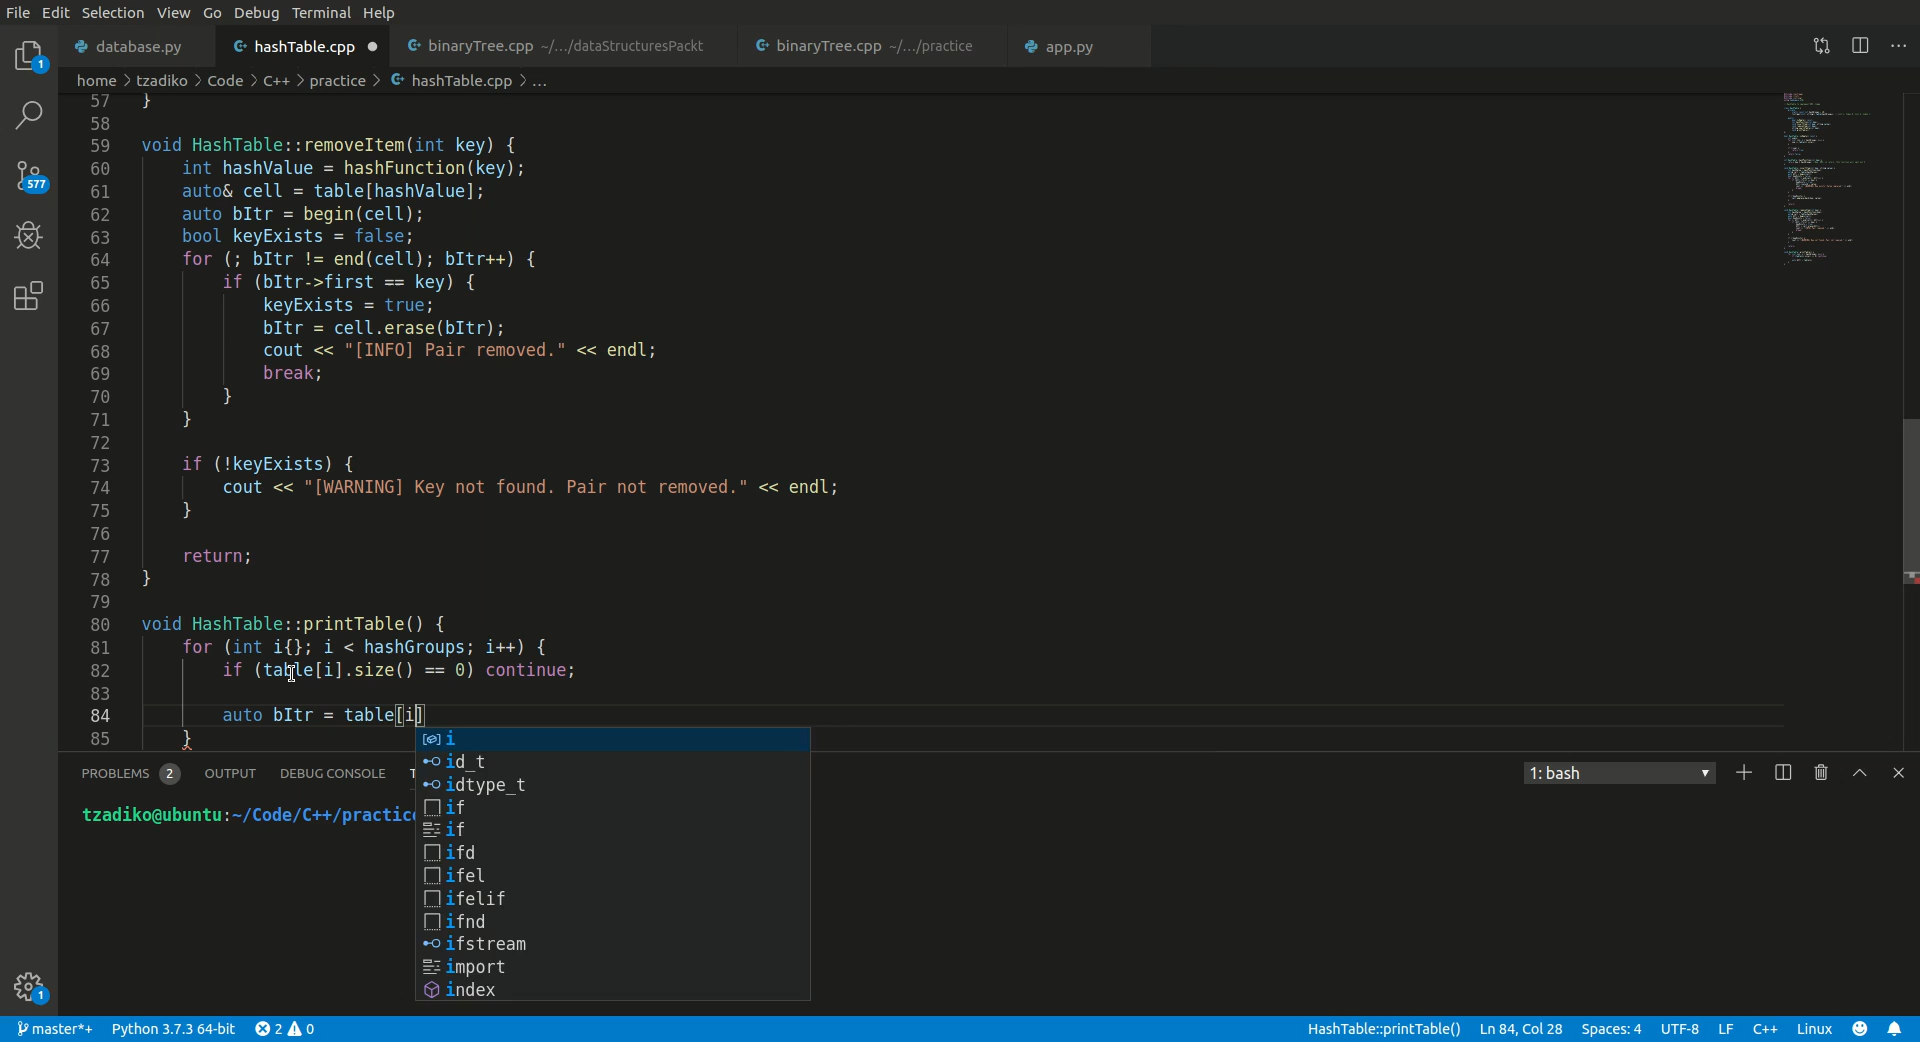 File Edit Selection View Go Debug Terminal Help
database.py hashTable.cpp binaryTree.cpp ~/.../dataStructuresPackt binaryTree.cpp ~/.../practice app.py
home > tzadiko > Code > C++ > practice > hashTable.cpp > ...
57 }
58
59 void HashTable::removeItem(int key) {
60 int hashValue = hashFunction(key);
61 auto& cell = table[hashValue];
62 auto bItr = begin(cell);
63 bool keyExists = false;
64 for (; bItr != end(cell); bItr++) {
65 if (bItr->first == key) {
66 keyExists = true;
67 bItr = cell.erase(bItr);
68 cout << "[INFO] Pair removed." << endl;
69 break;
70 }
71 }
72
73 if (!keyExists) {
74 cout << "[WARNING] Key not found. Pair not removed." << endl;
75 }
76
77 return;
78 }
79
80 void HashTable::printTable() {
81 for (int i{}; i < hashGroups; i++) {
82 if (table[i].size() == 0) continue;
83
84 auto bItr = table[i]
85 }
i
id_t
idtype_t
if
if
ifd
ifel
ifelif
ifnd
ifstream
import
index
PROBLEMS 2 OUTPUT DEBUG CONSOLE 1: bash
tzadiko@ubuntu:~/Code/C++/practice
1
577
1
master*+ Python 3.7.3 64-bit 2 0 HashTable::printTable() Ln 84, Col 28 Spaces: 4 UTF-8 LF C++ Linux